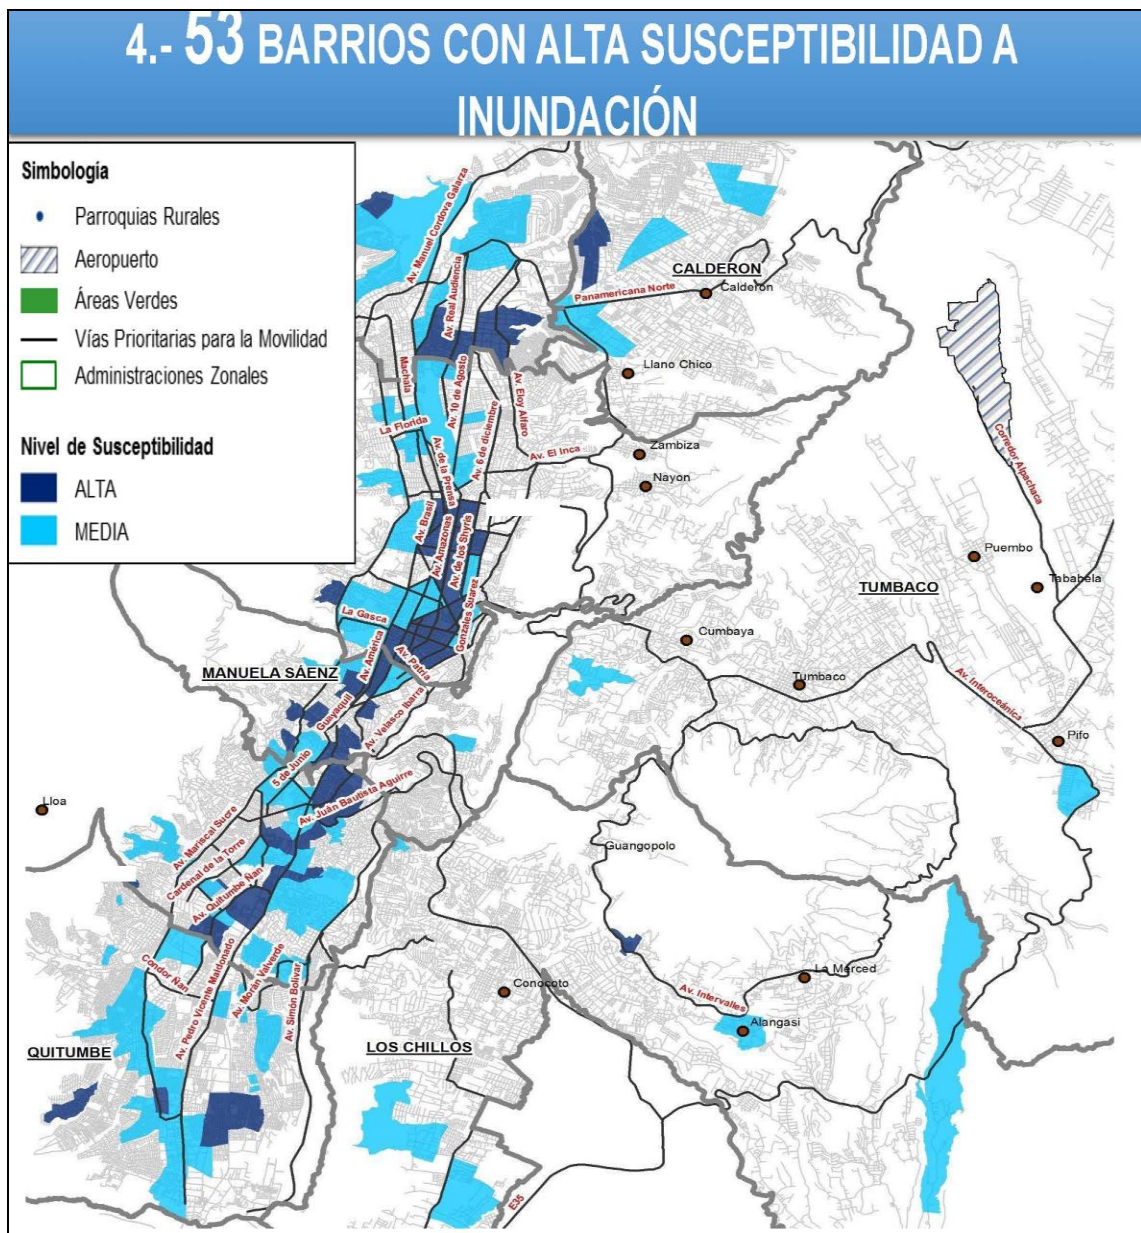 4.- 53 BARRIOS CON ALTA SUSCEPTIBILIDAD A
INUNDACIÓN
Simbología
Parroquias Rurales
Aeropuerto
Áreas Verdes
Vías Prioritarias para la Movilidad
Administraciones Zonales
Nivel de Susceptibilidad
ALTA
MEDIA
Av. Manuel Cordova Galarza
Av. Real Audiencia
CALDERON
Calderon
Panamericana Norte
Machala
Av. 10 de Agosto
Av. Eloy Alfaro
Llano Chico
La Florida
Av. de la Prensa
Av. 6 de diciembre
Av. El Inca
Zambiza
Nayon
Corredor Alpachaca
Av. Brasil
Av. Amazonas
Av. de los Shyris
Puembo
Tababela
TUMBACO
La Gasca
Gonzales Suarez
Cumbaya
Av. América
Av. Patria
MANUELA SÁENZ
Tumbaco
Av. Interoceánica
Guayaquil
Av. Velasco Ibarra
Pifo
5 de Junio
Av. Juan Bautista Aguirre
Lloa
Av. Mariscal Sucre
Cardenal de la Torre
Guangopolo
Av. Quitumbe Ñan
Condor Ñan
Av. Pedro Vicente Maldonado
Av. Morán Valverde
Av. Simón Bolívar
La Merced
Conocoto
Av. Intervalles
Alangasi
QUITUMBE
LOS CHILLOS
E35